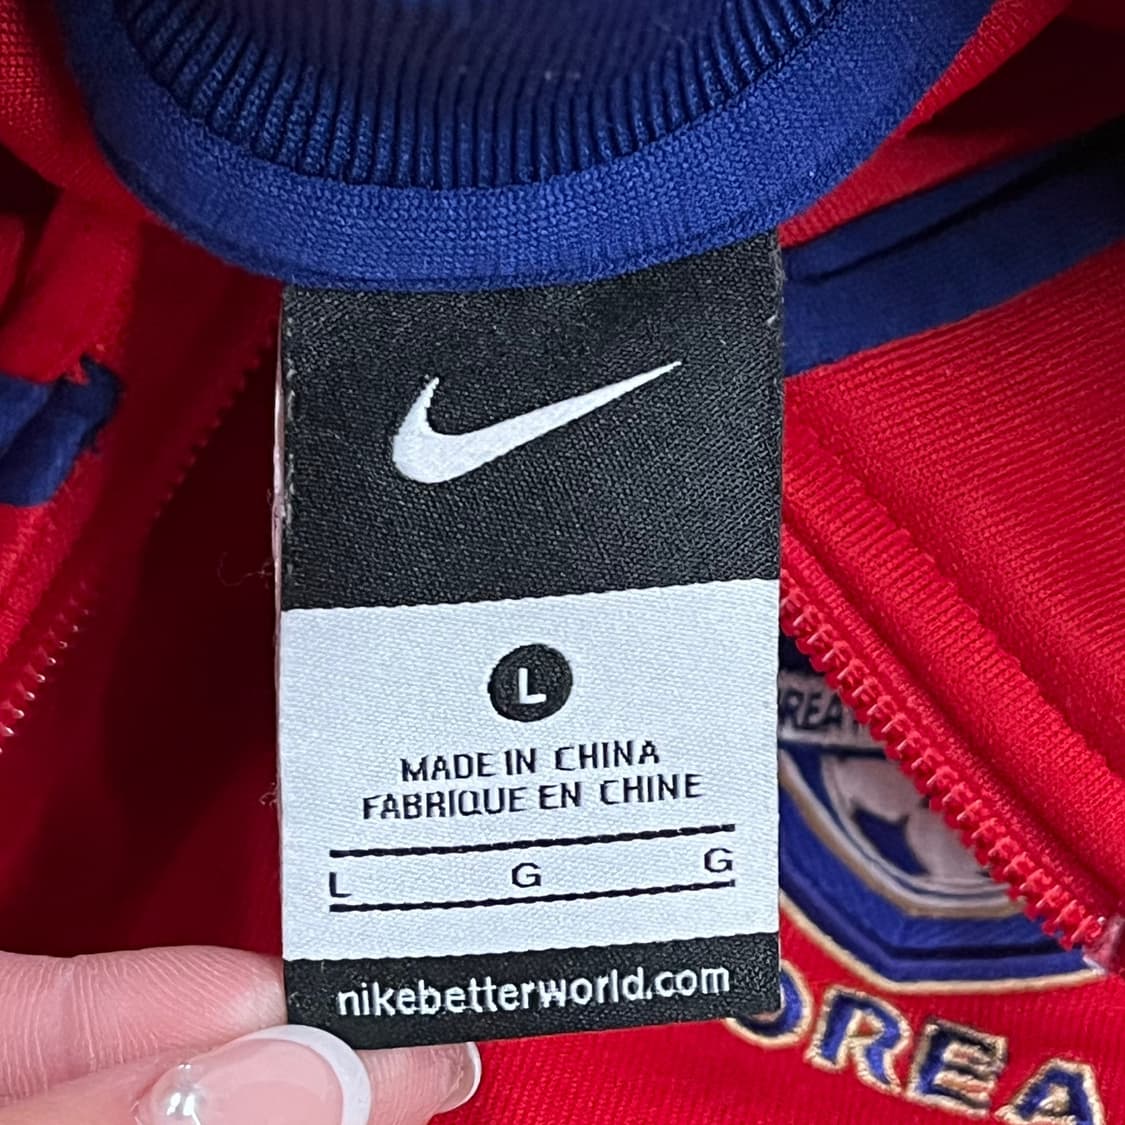 L
MADE IN CHINA
FABRIQUE EN CHINE
L G G
nikebetterworld.com
OREA